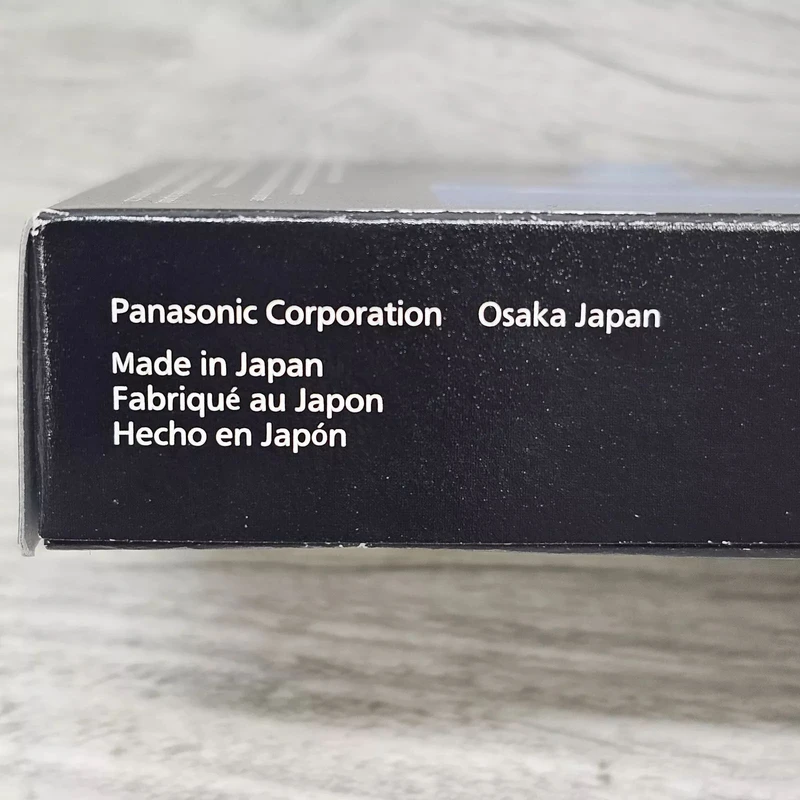 Panasonic Corporation Osaka Japan
Made in Japan
Fabriqué au Japon
Hecho en Japón